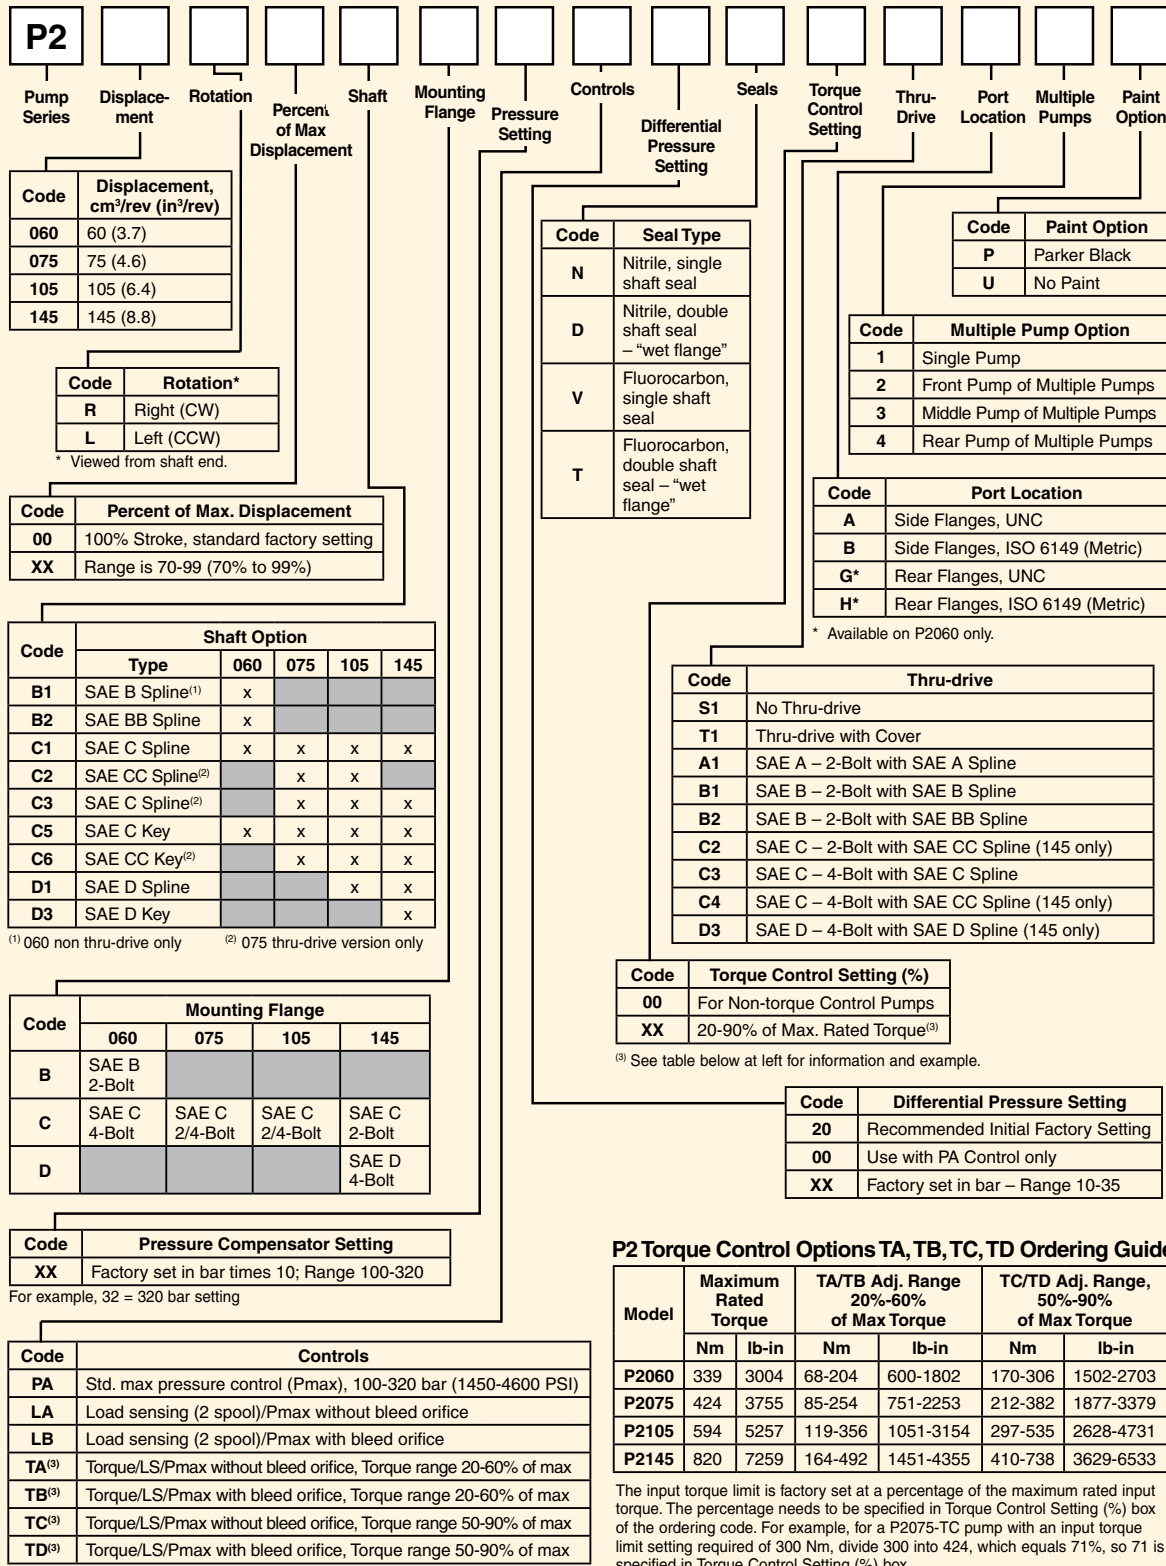 P2
Pump Series
Displace-
ment
Rotation
Percent
of Max
Displacement
Shaft
Mounting
Flange
Pressure
Setting
Controls
Differential
Pressure
Setting
Seals
Torque
Control
Setting
Thru-
Drive
Port
Location
Multiple
Pumps
Paint
Option
Code Displacement,
cm³/rev (in³/rev)
060 60 (3.7)
075 75 (4.6)
105 105 (6.4)
145 145 (8.8)
Code Rotation*
R Right (CW)
L Left (CCW)
* Viewed from shaft end.
Code Percent of Max. Displacement
00 100% Stroke, standard factory setting
XX Range is 70-99 (70% to 99%)
Code Shaft Option
Type 060 075 105 145
B1 SAE B Spline(1) x
B2 SAE BB Spline x
C1 SAE C Spline x x x x
C2 SAE CC Spline(2) x x
C3 SAE C Spline(2) x x x
C5 SAE C Key x x x x
C6 SAE CC Key(2) x x x
D1 SAE D Spline x x
D3 SAE D Key x
(1) 060 non thru-drive only (2) 075 thru-drive version only
Code Mounting Flange
060 075 105 145
B SAE B
2-Bolt
C SAE C SAE C SAE C SAE C
4-Bolt 2/4-Bolt 2/4-Bolt 2-Bolt
D SAE D
4-Bolt
Code Pressure Compensator Setting
XX Factory set in bar times 10; Range 100-320
For example, 32 = 320 bar setting
Code Controls
PA Std. max pressure control (Pmax), 100-320 bar (1450-4600 PSI)
LA Load sensing (2 spool)/Pmax without bleed orifice
LB Load sensing (2 spool)/Pmax with bleed orifice
TA(3) Torque/LS/Pmax without bleed orifice, Torque range 20-60% of max
TB(3) Torque/LS/Pmax with bleed orifice, Torque range 20-60% of max
TC(3) Torque/LS/Pmax without bleed orifice, Torque range 50-90% of max
TD(3) Torque/LS/Pmax with bleed orifice, Torque range 50-90% of max
Code Seal Type
N Nitrile, single
shaft seal
D Nitrile, double
shaft seal
– “wet flange”
V Fluorocarbon,
single shaft
seal
T Fluorocarbon,
double shaft
seal – “wet
flange”
Code Paint Option
P Parker Black
U No Paint
Code Multiple Pump Option
1 Single Pump
2 Front Pump of Multiple Pumps
3 Middle Pump of Multiple Pumps
4 Rear Pump of Multiple Pumps
Code Port Location
A Side Flanges, UNC
B Side Flanges, ISO 6149 (Metric)
G* Rear Flanges, UNC
H* Rear Flanges, ISO 6149 (Metric)
* Available on P2060 only.
Code Thru-drive
S1 No Thru-drive
T1 Thru-drive with Cover
A1 SAE A – 2-Bolt with SAE A Spline
B1 SAE B – 2-Bolt with SAE B Spline
B2 SAE B – 2-Bolt with SAE BB Spline
C2 SAE C – 2-Bolt with SAE CC Spline (145 only)
C3 SAE C – 4-Bolt with SAE C Spline
C4 SAE C – 4-Bolt with SAE CC Spline (145 only)
D3 SAE D – 4-Bolt with SAE D Spline (145 only)
Code Torque Control Setting (%)
00 For Non-torque Control Pumps
XX 20-90% of Max. Rated Torque(3)
(3) See table below at left for information and example.
Code Differential Pressure Setting
20 Recommended Initial Factory Setting
00 Use with PA Control only
XX Factory set in bar – Range 10-35
P2 Torque Control Options TA, TB, TC, TD Ordering Guide
Model Maximum
Rated
Torque
TA/TB Adj. Range
20%-60%
of Max Torque
TC/TD Adj. Range,
50%-90%
of Max Torque
Nm lb-in Nm lb-in Nm lb-in
P2060 339 3004 68-204 600-1802 170-306 1502-2703
P2075 424 3755 85-254 751-2253 212-382 1877-3379
P2105 594 5257 119-356 1051-3154 297-535 2628-4731
P2145 820 7259 164-492 1451-4355 410-738 3629-6533
The input torque limit is factory set at a percentage of the maximum rated input
torque. The percentage needs to be specified in Torque Control Setting (%) box
of the ordering code. For example, for a P2075-TC pump with an input torque
limit setting required of 300 Nm, divide 300 into 424, which equals 71%, so 71 is
specified in Torque Control Setting (%) box.